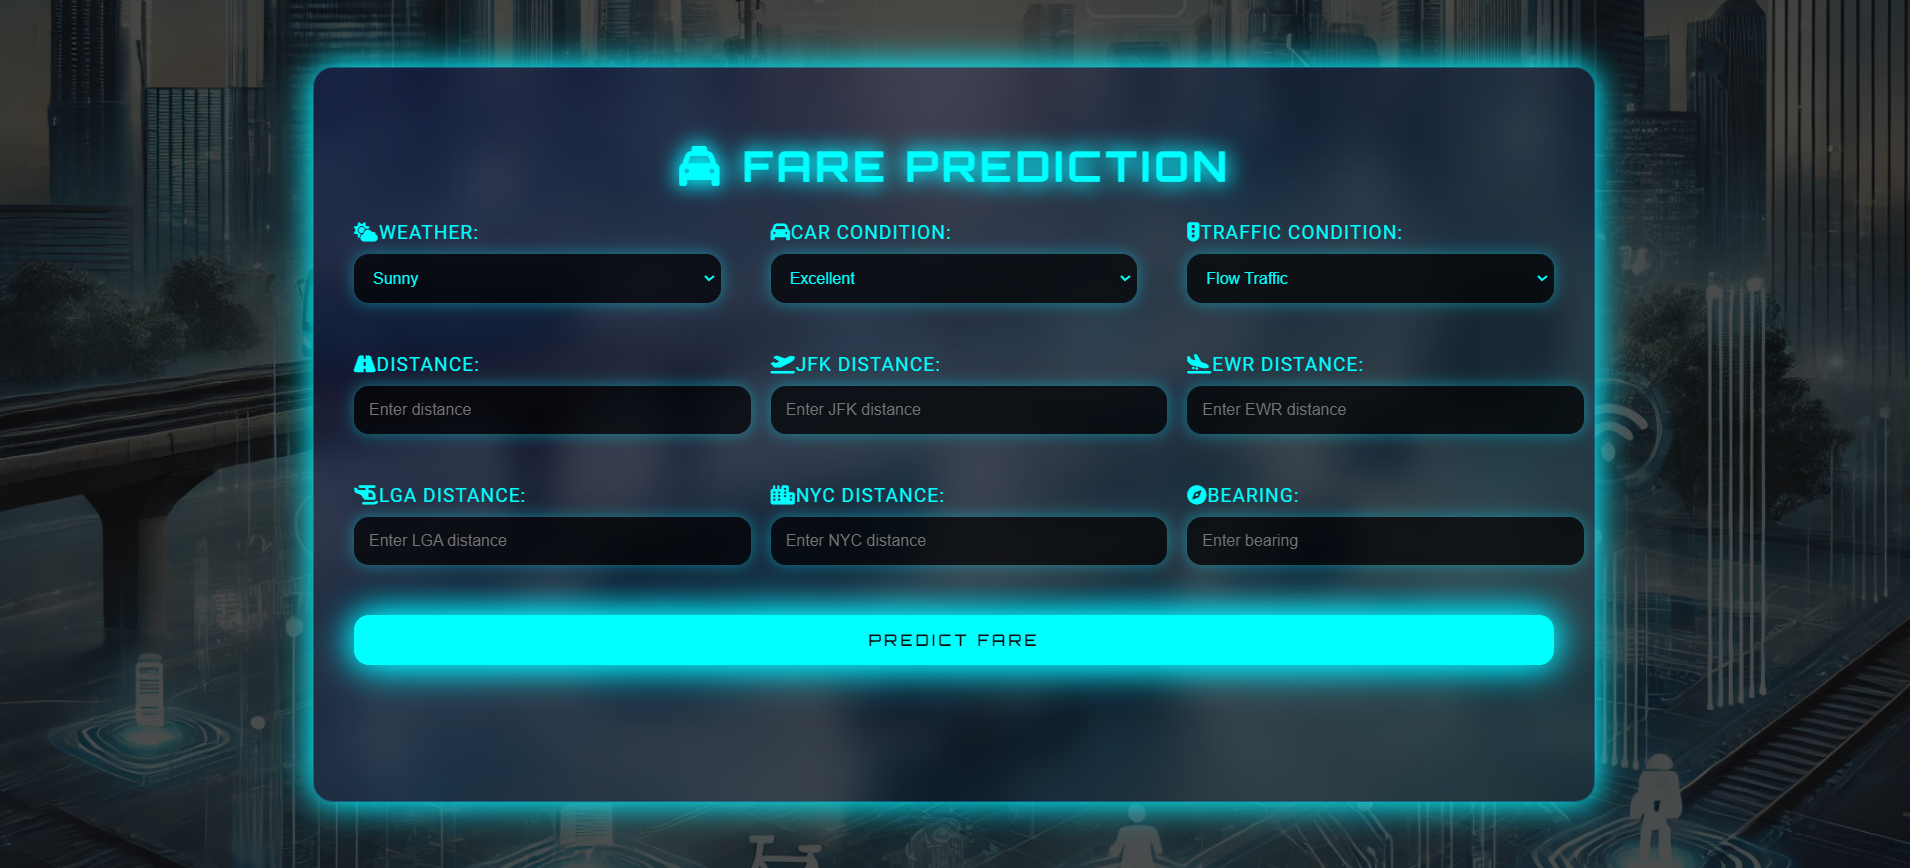 FARE PREDICTION
WEATHER:
CAR CONDITION:
TRAFFIC CONDITION:
Sunny
Excellent
Flow Traffic
DISTANCE:
JFK DISTANCE:
EWR DISTANCE:
Enter distance
Enter JFK distance
Enter EWR distance
LGA DISTANCE:
NYC DISTANCE:
BEARING:
Enter LGA distance
Enter NYC distance
Enter bearing
PREDICT FARE